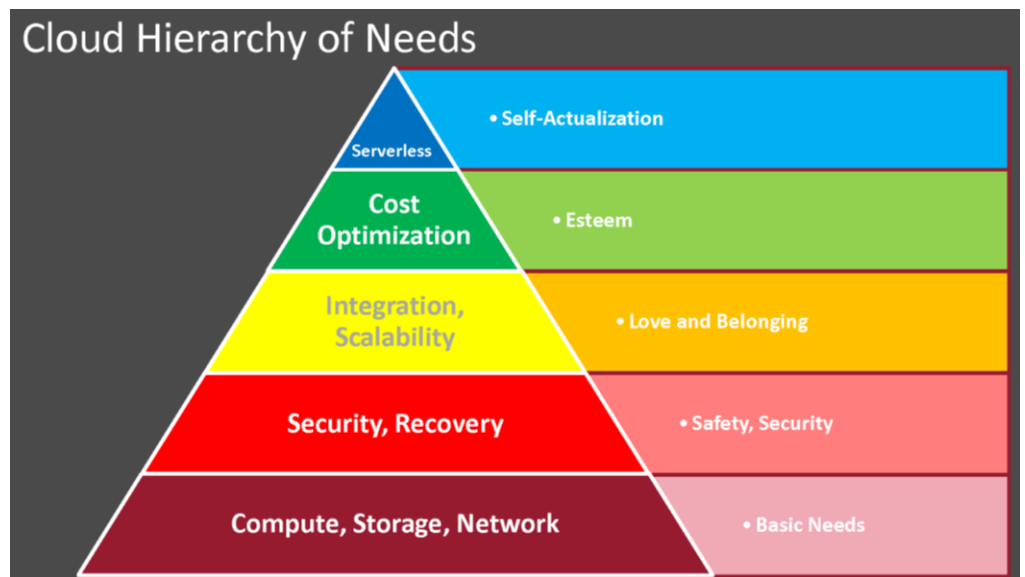 Cloud Hierarchy of Needs
Serverless
• Self-Actualization
Cost
Optimization
• Esteem
Integration,
Scalability
• Love and Belonging
Security, Recovery
• Safety, Security
Compute, Storage, Network
• Basic Needs